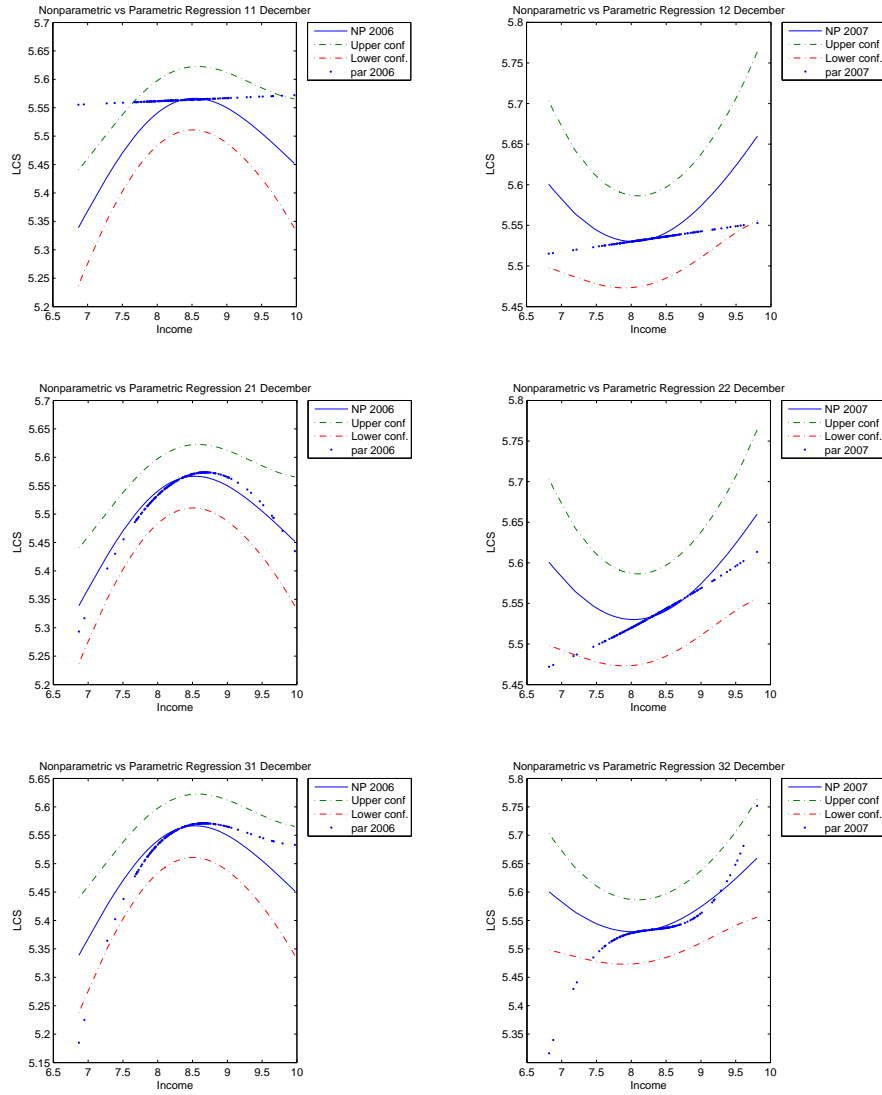 Nonparametric vs Parametric Regression 11 December
5.7
5.65
5.6
5.55
5.5
5.45
5.4
5.35
5.3
5.25
5.2
LCS
6.5 7 7.5 8 8.5 9 9.5 10
Income
NP 2006
Upper conf
Lower conf.
par 2006
Nonparametric vs Parametric Regression 12 December
5.8
5.75
5.7
5.65
5.6
5.55
5.5
5.45
LCS
6.5 7 7.5 8 8.5 9 9.5 10
Income
NP 2007
Upper conf
Lower conf.
par 2007
Nonparametric vs Parametric Regression 21 December
5.7
5.65
5.6
5.55
5.5
5.45
5.4
5.35
5.3
5.25
5.2
LCS
6.5 7 7.5 8 8.5 9 9.5 10
Income
NP 2006
Upper conf
Lower conf.
par 2006
Nonparametric vs Parametric Regression 22 December
5.8
5.75
5.7
5.65
5.6
5.55
5.5
5.45
LCS
6.5 7 7.5 8 8.5 9 9.5 10
Income
NP 2007
Upper conf
Lower conf.
par 2007
Nonparametric vs Parametric Regression 31 December
5.65
5.6
5.55
5.5
5.45
5.4
5.35
5.3
5.25
5.2
5.15
LCS
6.5 7 7.5 8 8.5 9 9.5 10
Income
NP 2006
Upper conf
Lower conf.
par 2006
Nonparametric vs Parametric Regression 32 December
5.8
5.75
5.7
5.65
5.6
5.55
5.5
5.45
5.4
5.35
LCS
6.5 7 7.5 8 8.5 9 9.5 10
Income
NP 2007
Upper conf
Lower conf.
par 2007